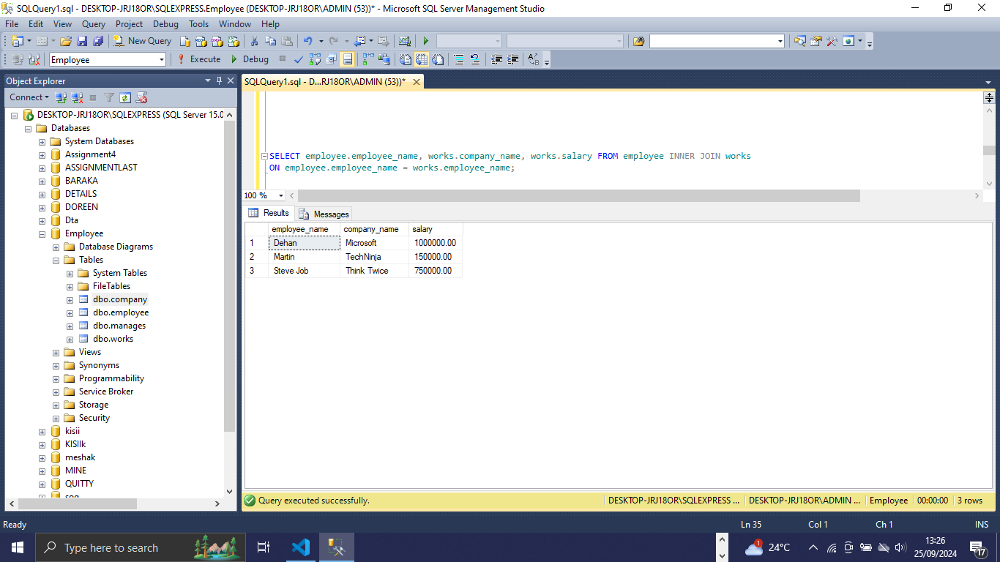 SQLQuery1.sql - DESKTOP-JRJ18OR\SQLEXPRESS.Employee (DESKTOP-JRJ18OR\ADMIN (53))* - Microsoft SQL Server Management Studio
File Edit View Query Project Debug Tools Window Help
New Query
Employee
Execute Debug
Object Explorer
Connect
DESKTOP-JRJ18OR\SQLEXPRESS (SQL Server 15.0
Databases
System Databases
Assignment4
ASSIGNMENTLAST
BARAKA
DETAILS
DOREEN
Dta
Employee
Database Diagrams
Tables
System Tables
FileTables
dbo.company
dbo.employee
dbo.manages
dbo.works
Views
Synonyms
Programmability
Service Broker
Storage
Security
kisii
KISIIk
meshak
MINE
QUITTY
SQLQuery1.sql - D...RJ18OR\ADMIN (53))*
SELECT employee.employee_name, works.company_name, works.salary FROM employee INNER JOIN works
ON employee.employee_name = works.employee_name;
100 %
Results Messages
employee_name company_name salary
1 Dehan Microsoft 1000000.00
2 Martin TechNinja 150000.00
3 Steve Job Think Twice 750000.00
Query executed successfully.
DESKTOP-JRJ18OR\SQLEXPRESS ... DESKTOP-JRJ18OR\ADMIN ... Employee 00:00:00 3 rows
Ready Ln 35 Col 1 Ch 1 INS
Type here to search
1
24°C
13:26
25/09/2024
17